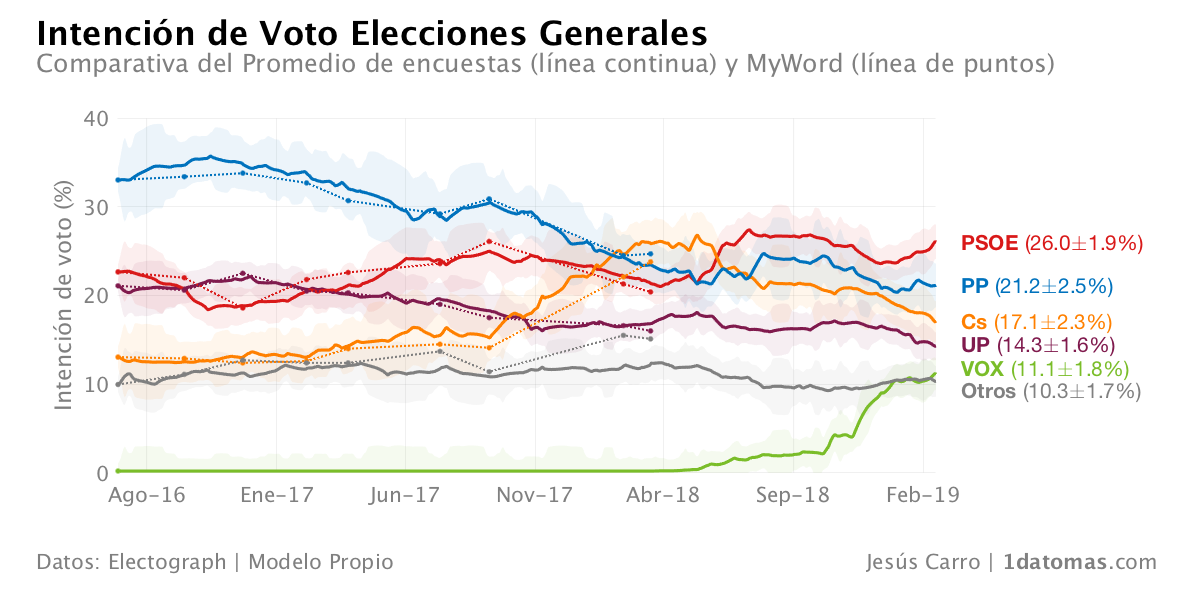 Intención de Voto Elecciones Generales
Comparativa del Promedio de encuestas (línea continua) y MyWord (línea de puntos)
Intención de voto (%)
40
30
20
10
0
Ago-16 Ene-17 Jun-17 Nov-17 Abr-18 Sep-18 Feb-19
PSOE (26.0±1.9%)
PP (21.2±2.5%)
Cs (17.1±2.3%)
UP (14.3±1.6%)
VOX (11.1±1.8%)
Otros (10.3±1.7%)
Datos: Electograph | Modelo Propio
Jesús Carro | 1datomas.com